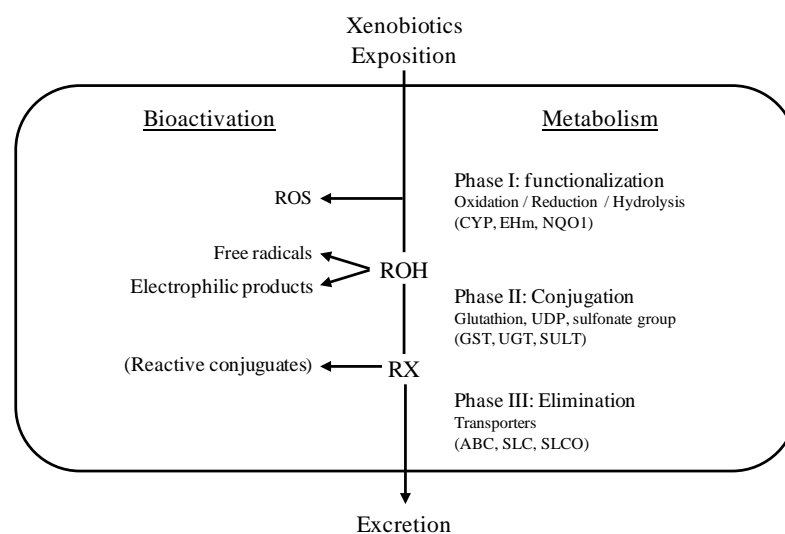 Xenobiotics
Exposition
Bioactivation
Metabolism
ROS
Phase I: functionalization
Oxidation / Reduction / Hydrolysis
(CYP, EHm, NQO1)
Free radicals
Electrophilic products
ROH
Phase II: Conjugation
Glutathion, UDP, sulfonate group
(GST, UGT, SULT)
(Reactive conjuguates)
RX
Phase III: Elimination
Transporters
(ABC, SLC, SLCO)
Excretion